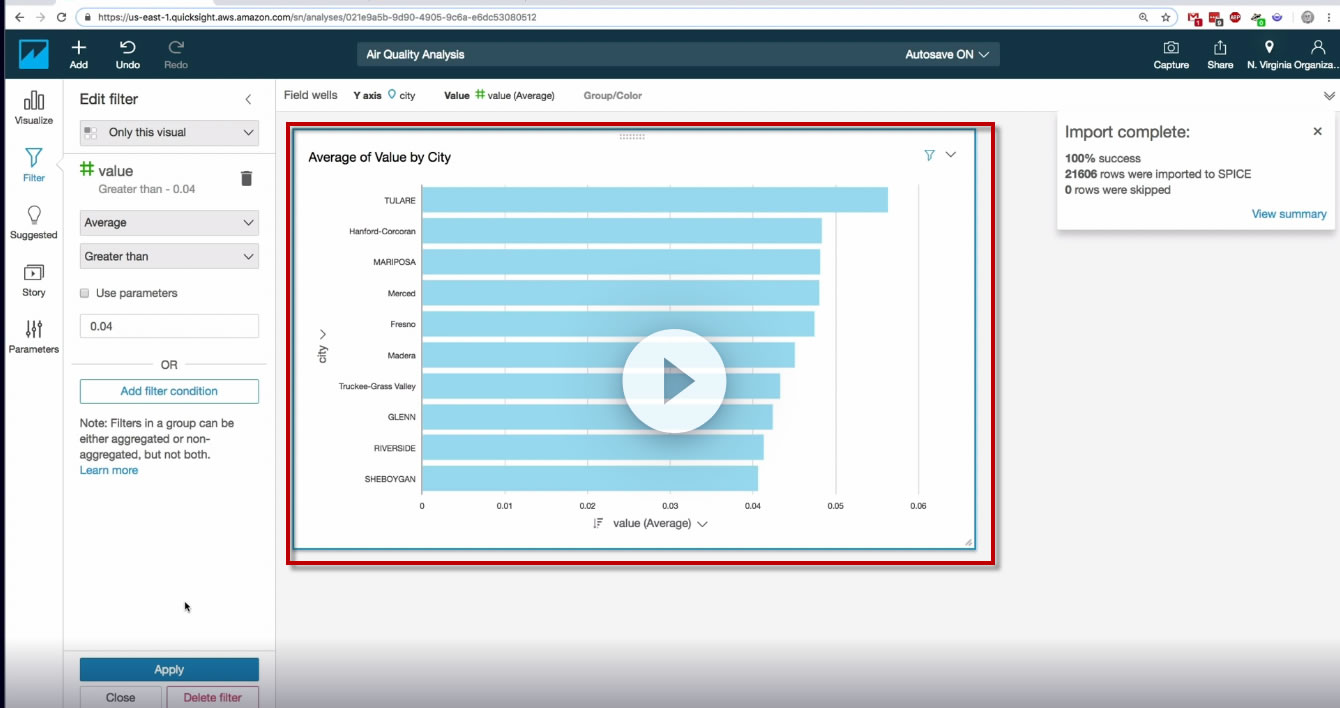 https://us-east-1.quicksight.aws.amazon.com/sn/analyses/021e9a5b-9d90-4905-9c6a-e6dc53080512
Add
Undo
Redo
Air Quality Analysis
Autosave ON
Capture
Share
N. Virginia
Organiza...
Visualize
Filter
Suggested
Story
Parameters
Edit filter
Only this visual
value
Greater than - 0.04
Average
Greater than
Use parameters
0.04
OR
Add filter condition
Note: Filters in a group can be
either aggregated or non-
aggregated, but not both.
Learn more
Apply
Close
Delete filter
Field wells
Y axis city
Value # value (Average)
Group/Color
Average of Value by City
TULARE
Hanford-Corcoran
MARIPOSA
Merced
Fresno
Madera
Truckee-Grass Valley
GLENN
RIVERSIDE
SHEBOYGAN
city
0 0.01 0.02 0.03 0.04 0.05 0.06
value (Average)
Import complete:
100% success
21606 rows were imported to SPICE
0 rows were skipped
View summary